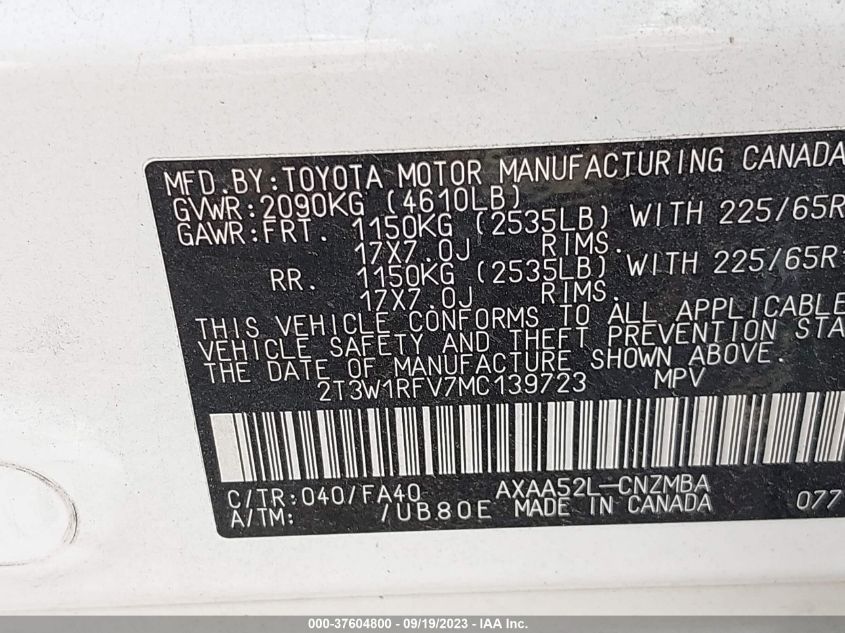 MFD.BY:TOYOTA MOTOR MANUFACTURING CANADA
GVWR:2090KG (4610LB)
GAWR:FRT. 1150KG (2535LB) WITH 225/65R
17X7.0J RIMS.
RR. 1150KG (2535LB) WITH 225/65R
17X7.0J RIMS.
THIS VEHICLE CONFORMS TO ALL APPLICABLE
VEHICLE SAFETY AND THEFT PREVENTION STA
THE DATE OF MANUFACTURE SHOWN ABOVE.
2T3W1RFV7MC139723 MPV
C/TR:040/FA40 AXAA52L-CNZMBA
A/TM: /UB80E MADE IN CANADA 077
000-37604800 - 09/19/2023 - IAA Inc.